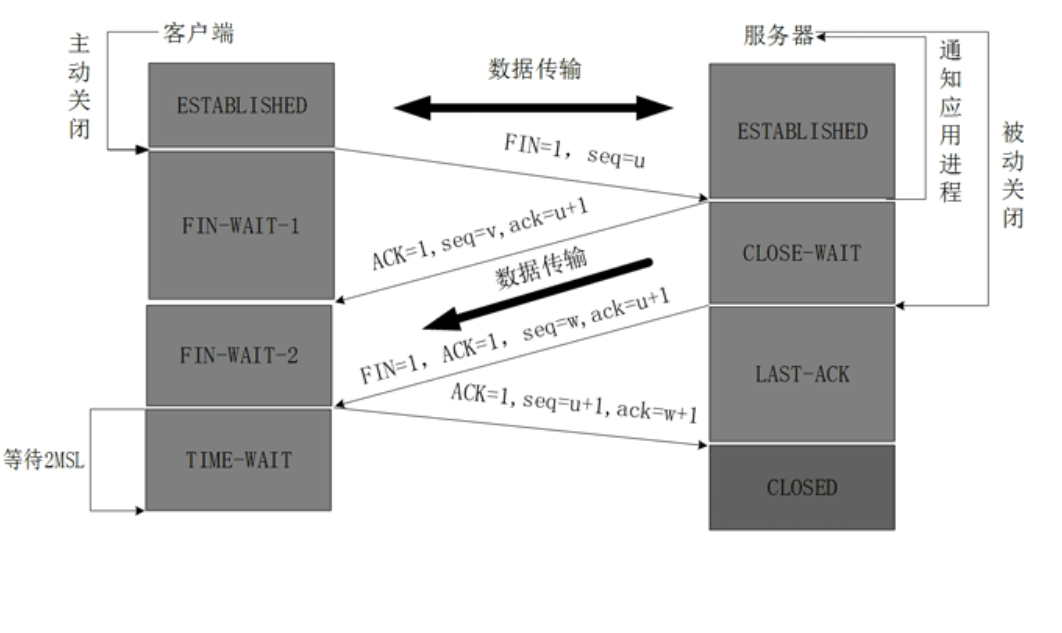 客户端
服务器
主动关闭
通知应用进程
被动关闭
数据传输
ESTABLISHED
ESTABLISHED
FIN=1, seq=u
FIN-WAIT-1
ACK=1,seq=v,ack=u+1
CLOSE-WAIT
数据传输
FIN=1, ACK=1, seq=w,ack=u+1
FIN-WAIT-2
LAST-ACK
ACK=1,seq=u+1,ack=w+1
等待2MSL
TIME-WAIT
CLOSED